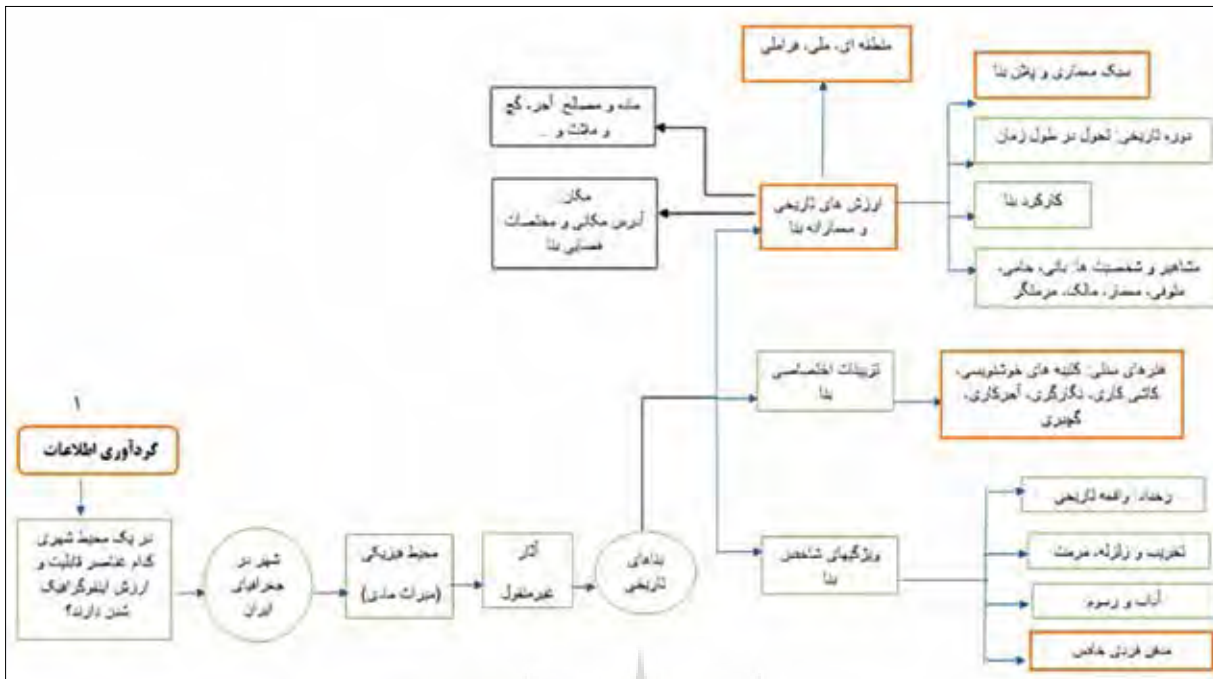 منطقه ای، ملی، فراملی
سبک معماری و پلان بنا
ماده و مصالح: آجر، گچ
و ملات و ...
دوره تاریخی: تحول در طول زمان
مکان:
آدرس مکانی و مختصات
فضایی بنا
ارزش های تاریخی
و معمارانه بنا
کارکرد بنا
مشاهیر و شخصیت ها: بانی، حامی،
متوفی، معمار، مالک، مرمتگر
تزیینات اختصاصی
بنا
هنرهای سنتی: کتیبه های خوشنویسی،
کاشی کاری، نگارگری، آجرکاری،
گچبری
۱
گردآوری اطلاعات
در یک محیط شهری
کدام عناصر قابلیت و
ارزش اینفوگرافیک
شدن دارند؟
شهر در
جغرافیای
ایران
محیط فیزیکی
(میراث مادی)
آثار
غیرمنقول
بناهای
تاریخی
ویژگیهای شاخص
بنا
رخداد: واقعه تاریخی
تخریب و زلزله، مرمت
آداب و رسوم
مدفن فردی خاص